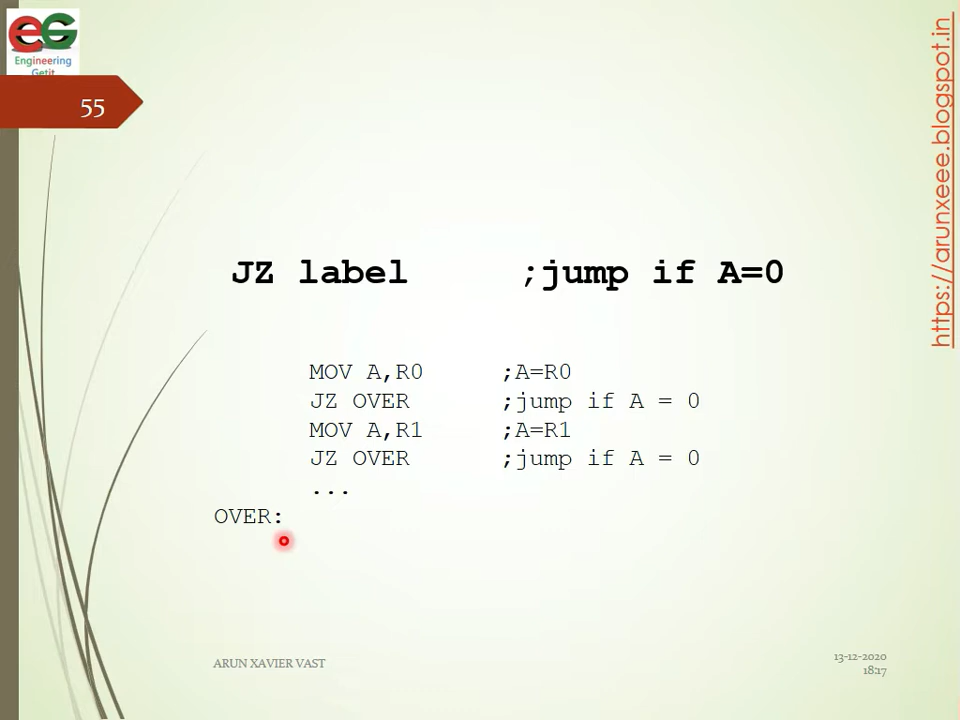 eG
Engineering
Getit
55
https://arunxeee.blogspot.in
JZ label ;jump if A=0
MOV A,R0 ;A=R0
JZ OVER ;jump if A = 0
MOV A,R1 ;A=R1
JZ OVER ;jump if A = 0
...
OVER:
ARUN XAVIER VAST
13-12-2020
18:17